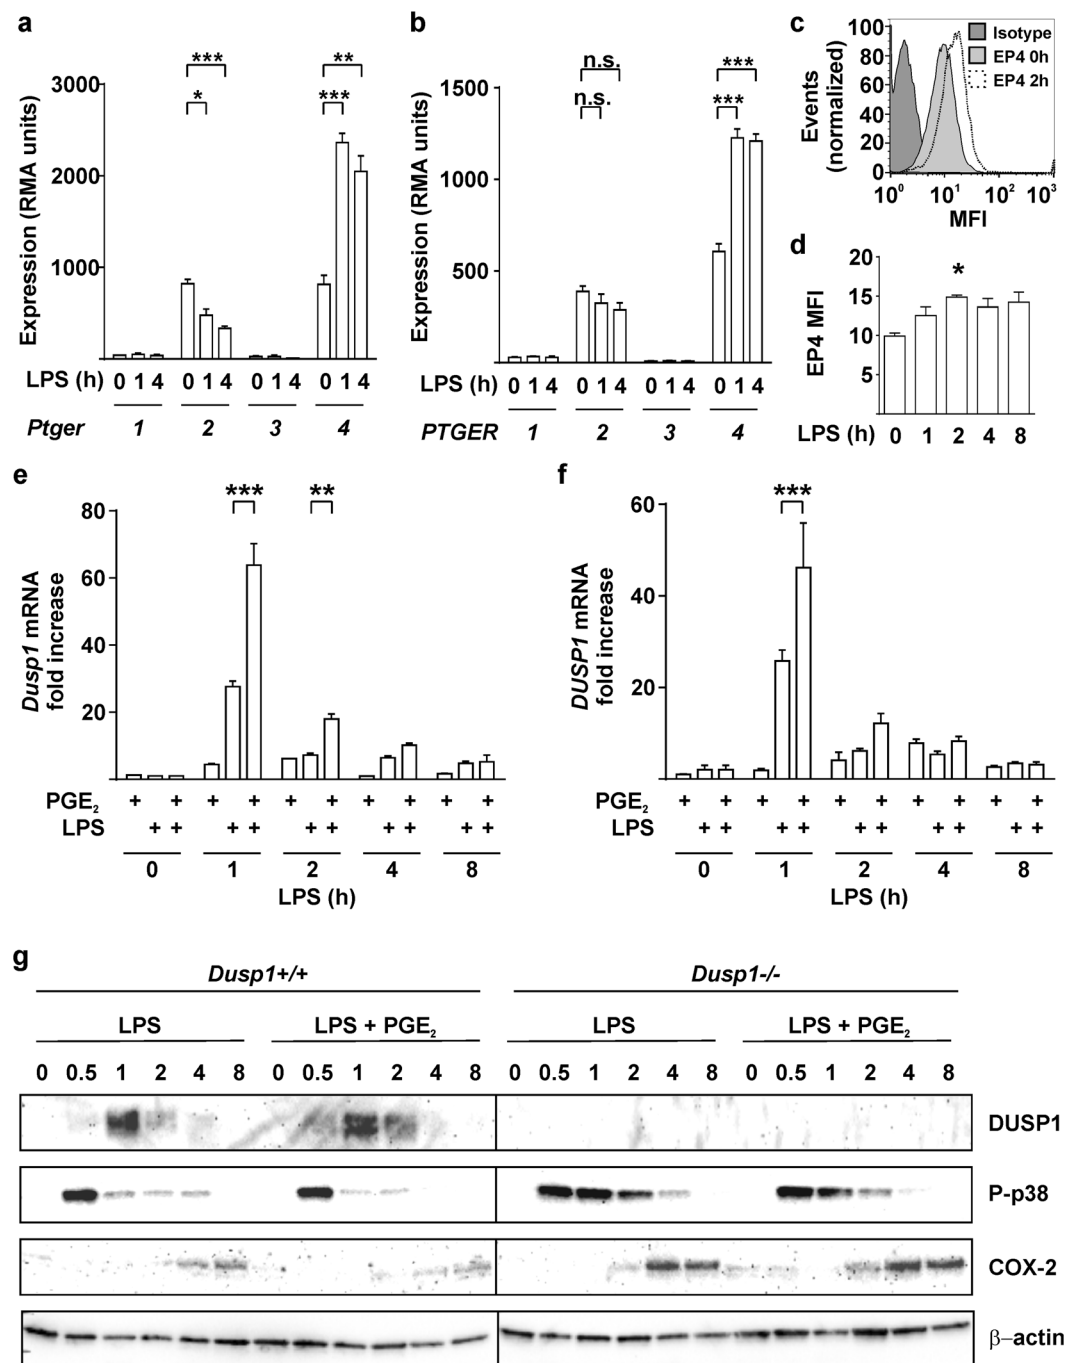 a
Expression (RMA units)
3000
2000
1000
***
*
**
***
LPS (h) 0 1 4 0 1 4 0 1 4 0 1 4
Ptger 1 2 3 4
b
Expression (RMA units)
1500
1000
500
n.s.
n.s.
***
***
LPS (h) 0 1 4 0 1 4 0 1 4 0 1 4
PTGER 1 2 3 4
c
Events
(normalized)
100
80
60
40
20
0
Isotype
EP4 0h
EP4 2h
10⁰ 10¹ 10² 10³
MFI
d
EP4 MFI
20
15
10
5
*
LPS (h) 0 1 2 4 8
e
Dusp1 mRNA
fold increase
80
60
40
20
*** **
PGE₂ + + + + + + + + + +
LPS + + + + + + + + + +
0 1 2 4 8
LPS (h)
f
DUSP1 mRNA
fold increase
60
40
20
***
PGE₂ + + + + + + + + + +
LPS + + + + + + + + + +
0 1 2 4 8
LPS (h)
g
Dusp1+/+ Dusp1-/-
LPS LPS + PGE₂ LPS LPS + PGE₂
0 0.5 1 2 4 8 0 0.5 1 2 4 8 0 0.5 1 2 4 8 0 0.5 1 2 4 8
DUSP1
P-p38
COX-2
β–actin